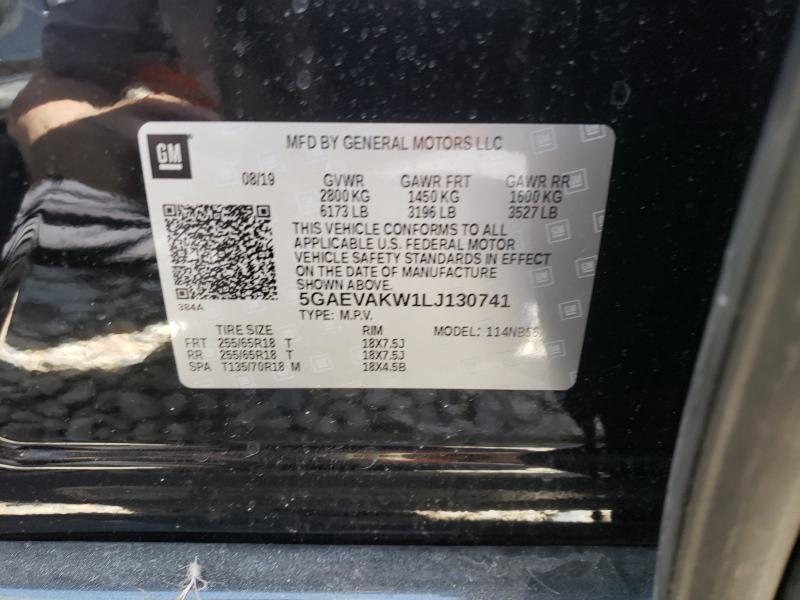 GM
MFD BY GENERAL MOTORS LLC
08/19 GVWR GAWR FRT GAWR RR
2800 KG 1450 KG 1600 KG
6173 LB 3196 LB 3527 LB
THIS VEHICLE CONFORMS TO ALL
APPLICABLE U.S. FEDERAL MOTOR
VEHICLE SAFETY STANDARDS IN EFFECT
ON THE DATE OF MANUFACTURE
SHOWN ABOVE.
384A
5GAEVAKW1LJ130741
TYPE: M.P.V.
TIRE SIZE RIM MODEL:
FRT 255/65R18 T 18X7.5J
RR 255/65R18 T 18X7.5J
SPA T135/70R18 M 18X4.5B